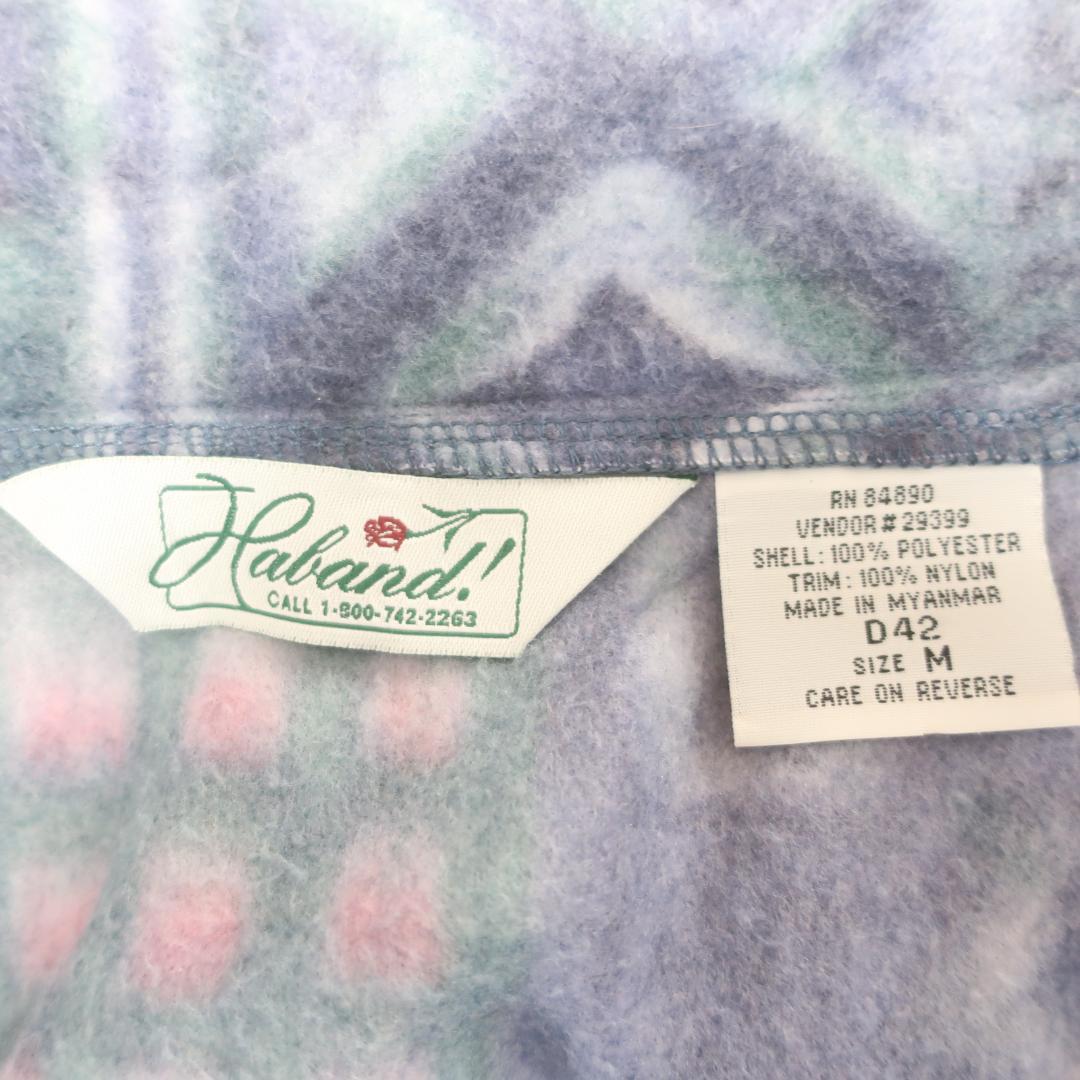 Haband!
CALL 1-800-742-2263
RN 84890
VENDOR # 29399
SHELL: 100% POLYESTER
TRIM: 100% NYLON
MADE IN MYANMAR
D42
SIZE M
CARE ON REVERSE